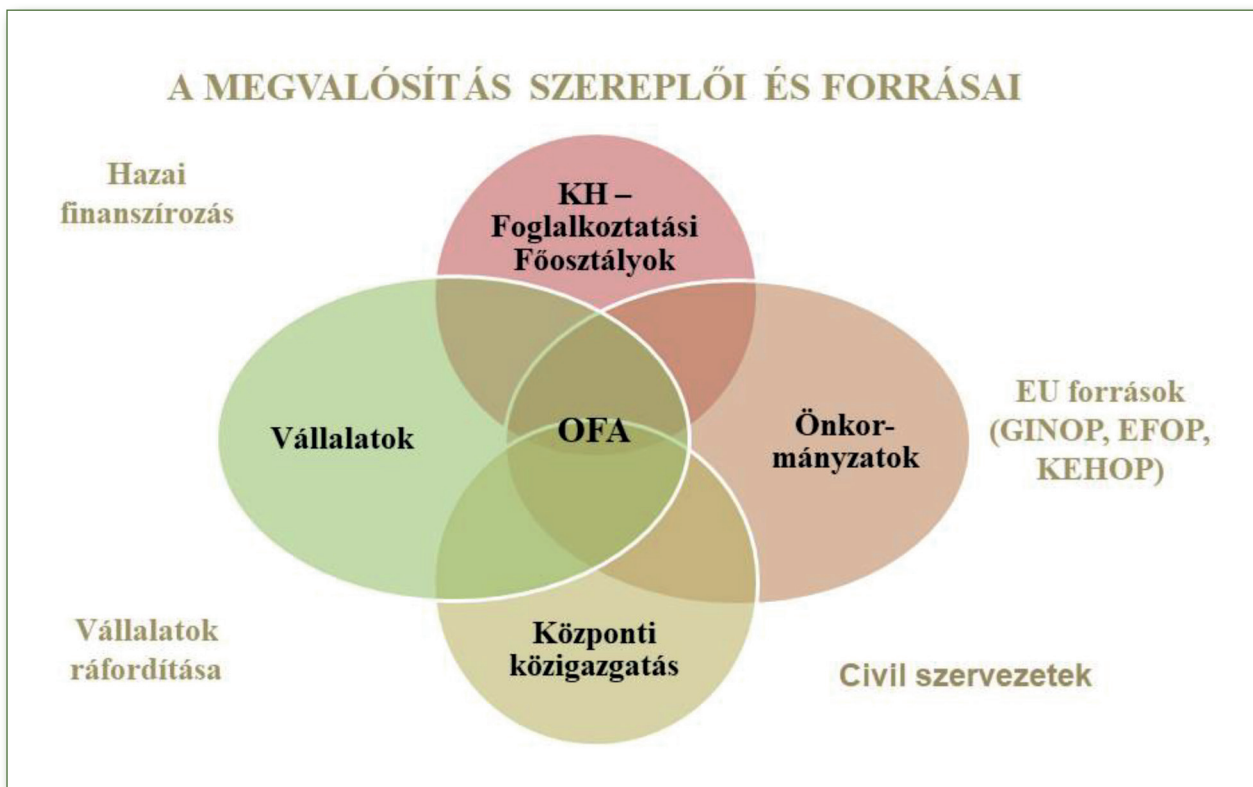 A MEGVALÓSÍTÁS SZEREPLŐI ÉS FORRÁSAI
Hazai
finanszírozás
KH –
Foglalkoztatási
Főosztályok
Vállalatok
OFA
Önkor-
mányzatok
EU források
(GINOP, EFOP,
KEHOP)
Vállalatok
ráfordítása
Központi
közigazgatás
Civil szervezetek